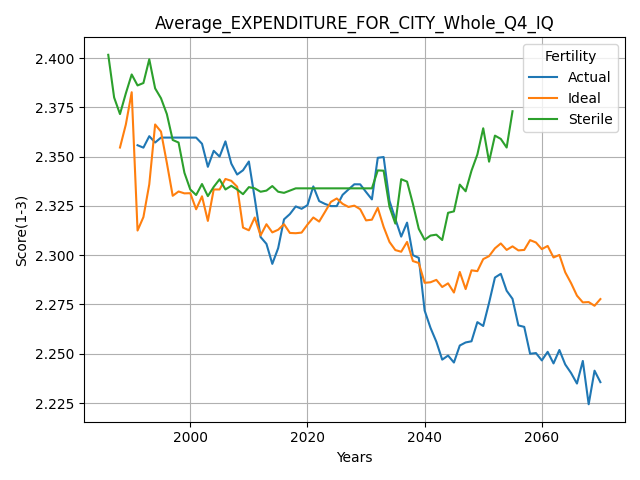 Average_EXPENDITURE_FOR_CITY_Whole_Q4_IQ
Fertility
Actual
Ideal
Sterile
Score(1-3)
2.400
2.375
2.350
2.325
2.300
2.275
2.250
2.225
2000 2020 2040 2060
Years